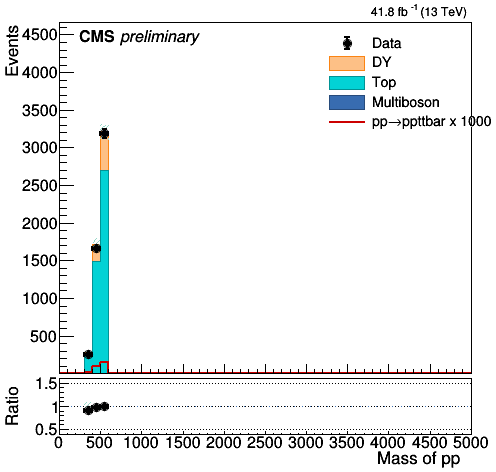 41.8 fb⁻¹ (13 TeV)
CMS preliminary
Events
4500
4000
3500
3000
2500
2000
1500
1000
500
Data
DY
Top
Multiboson
pp→ppttbar x 1000
Ratio
1.5
1
0.5
0 500 1000 1500 2000 2500 3000 3500 4000 4500 5000
Mass of pp